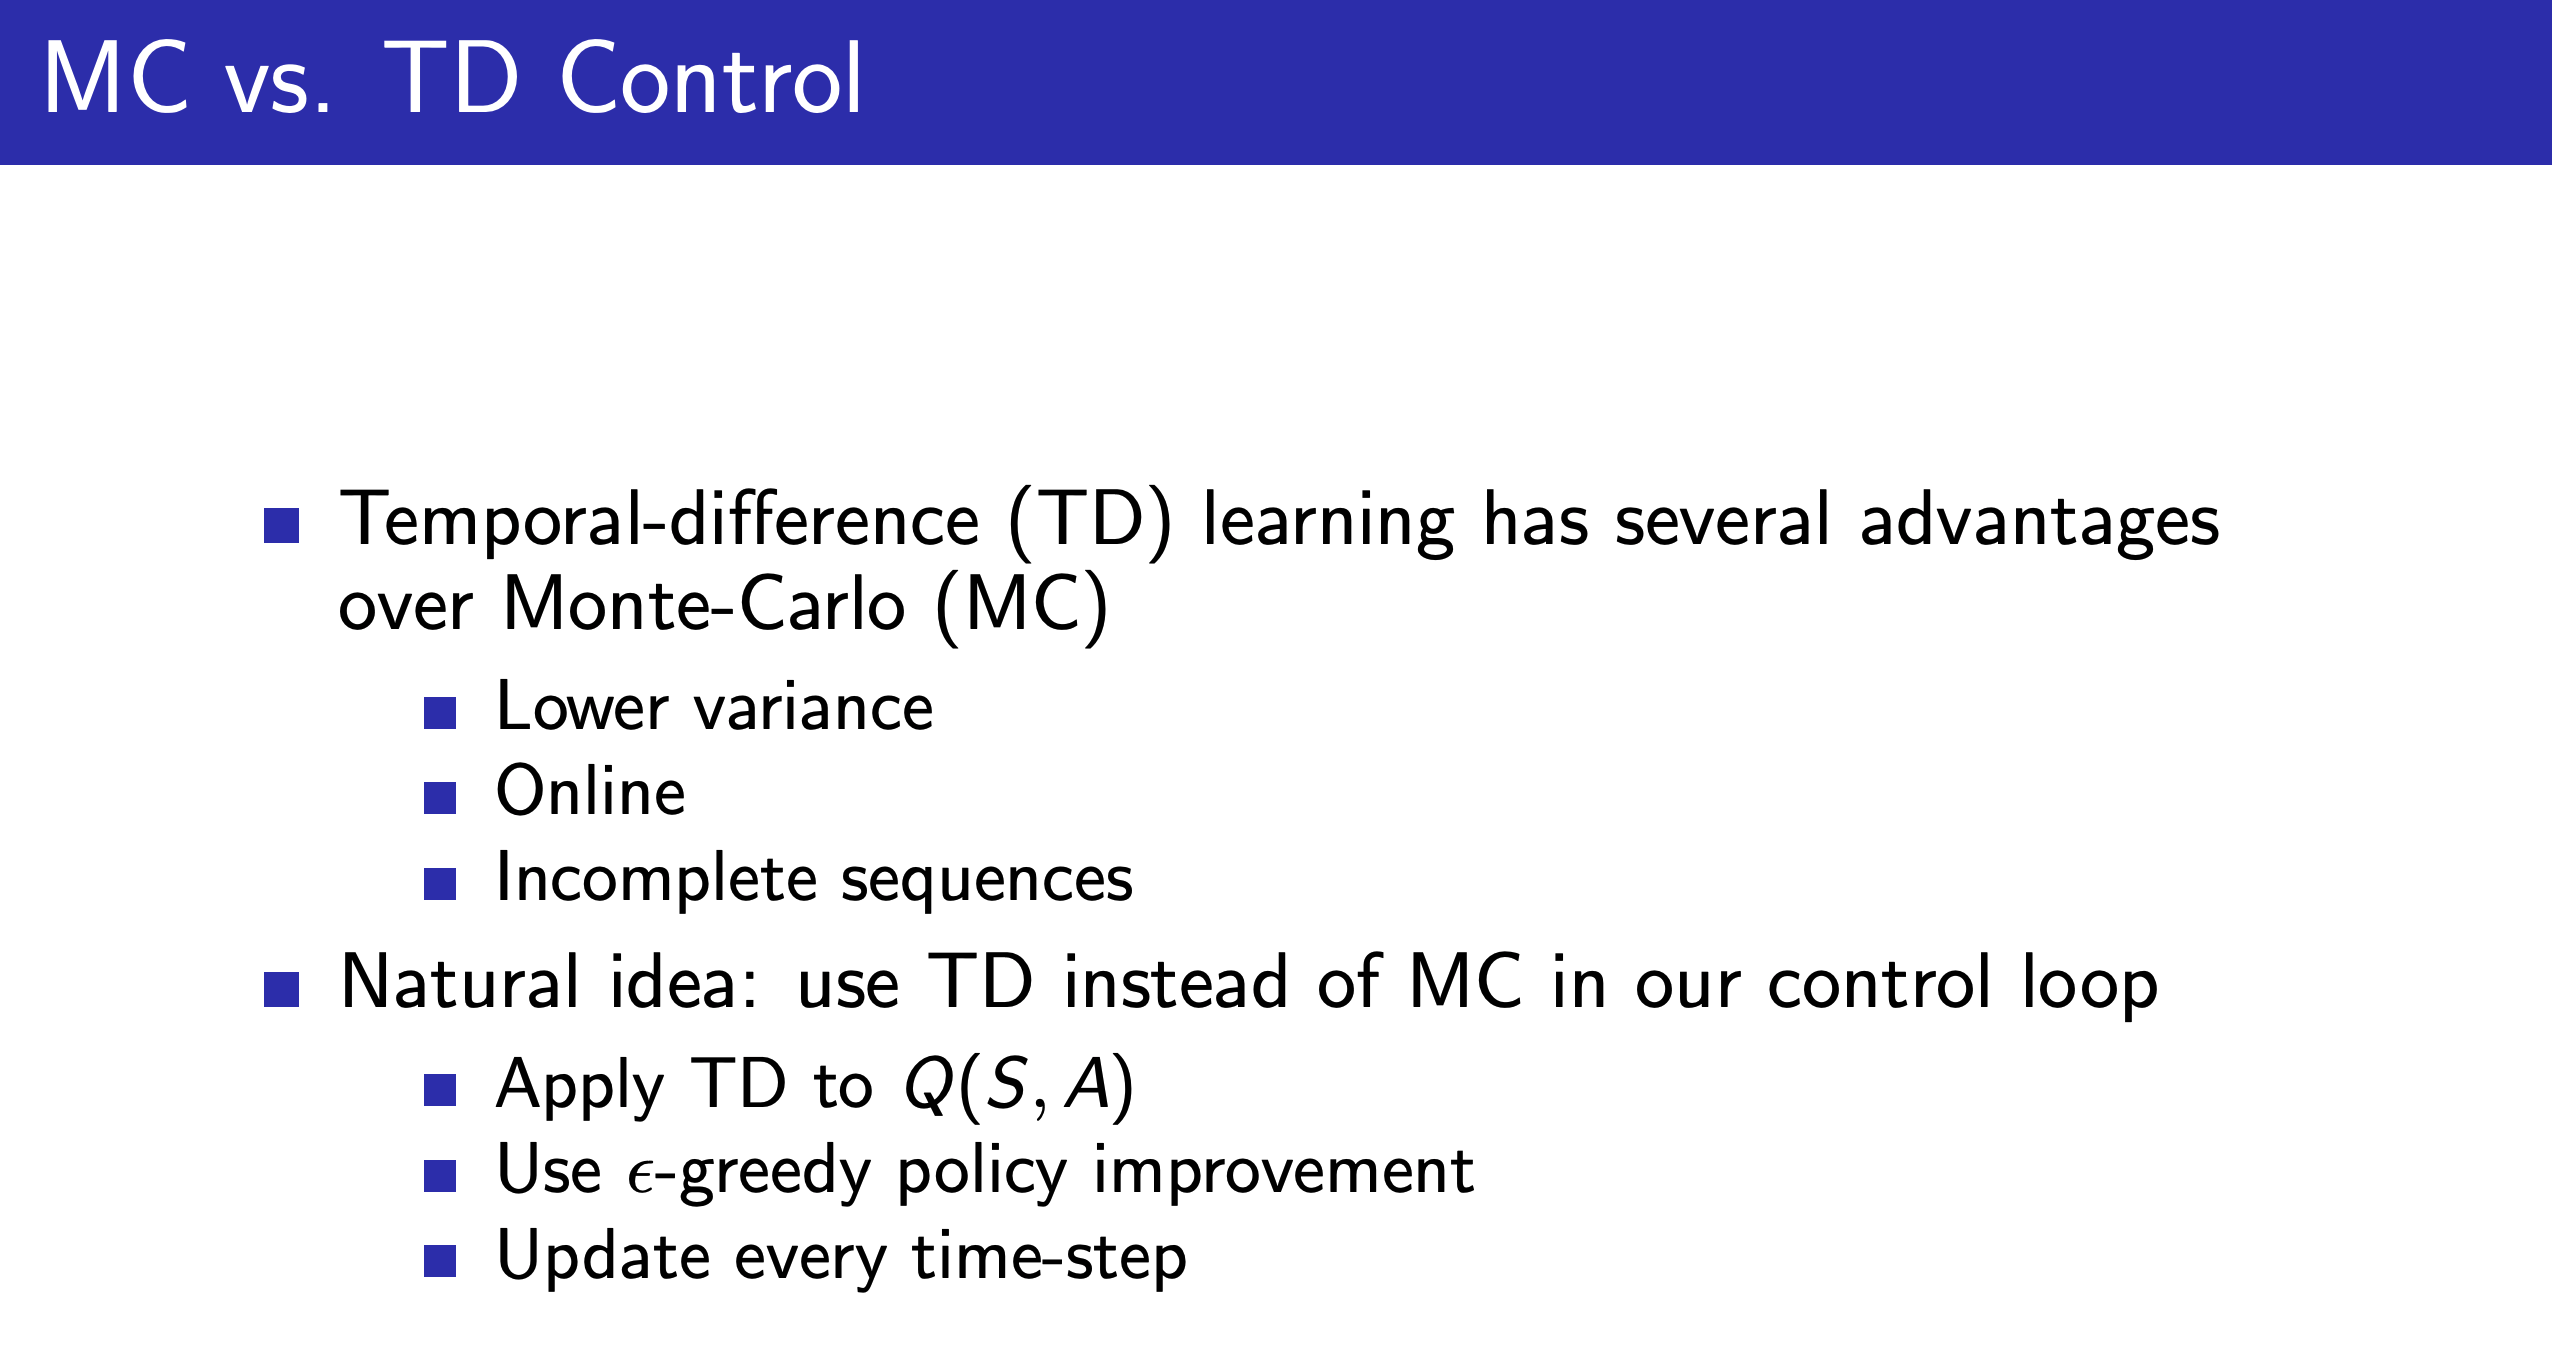 MC vs. TD Control
Temporal-difference (TD) learning has several advantages
over Monte-Carlo (MC)
Lower variance
Online
Incomplete sequences
Natural idea: use TD instead of MC in our control loop
Apply TD to Q(S, A)
Use ϵ-greedy policy improvement
Update every time-step